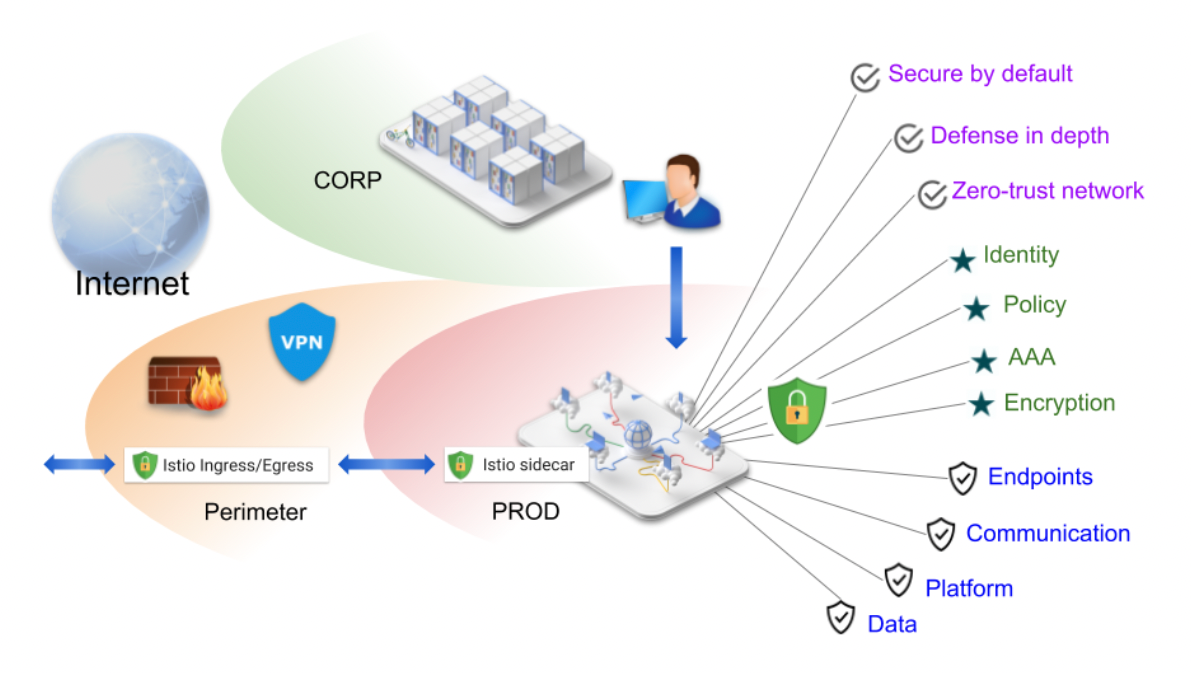 Secure by default
Defense in depth
CORP
Zero-trust network
Internet
Identity
Policy
VPN
AAA
Encryption
Istio Ingress/Egress
Istio sidecar
Endpoints
Perimeter
PROD
Communication
Platform
Data